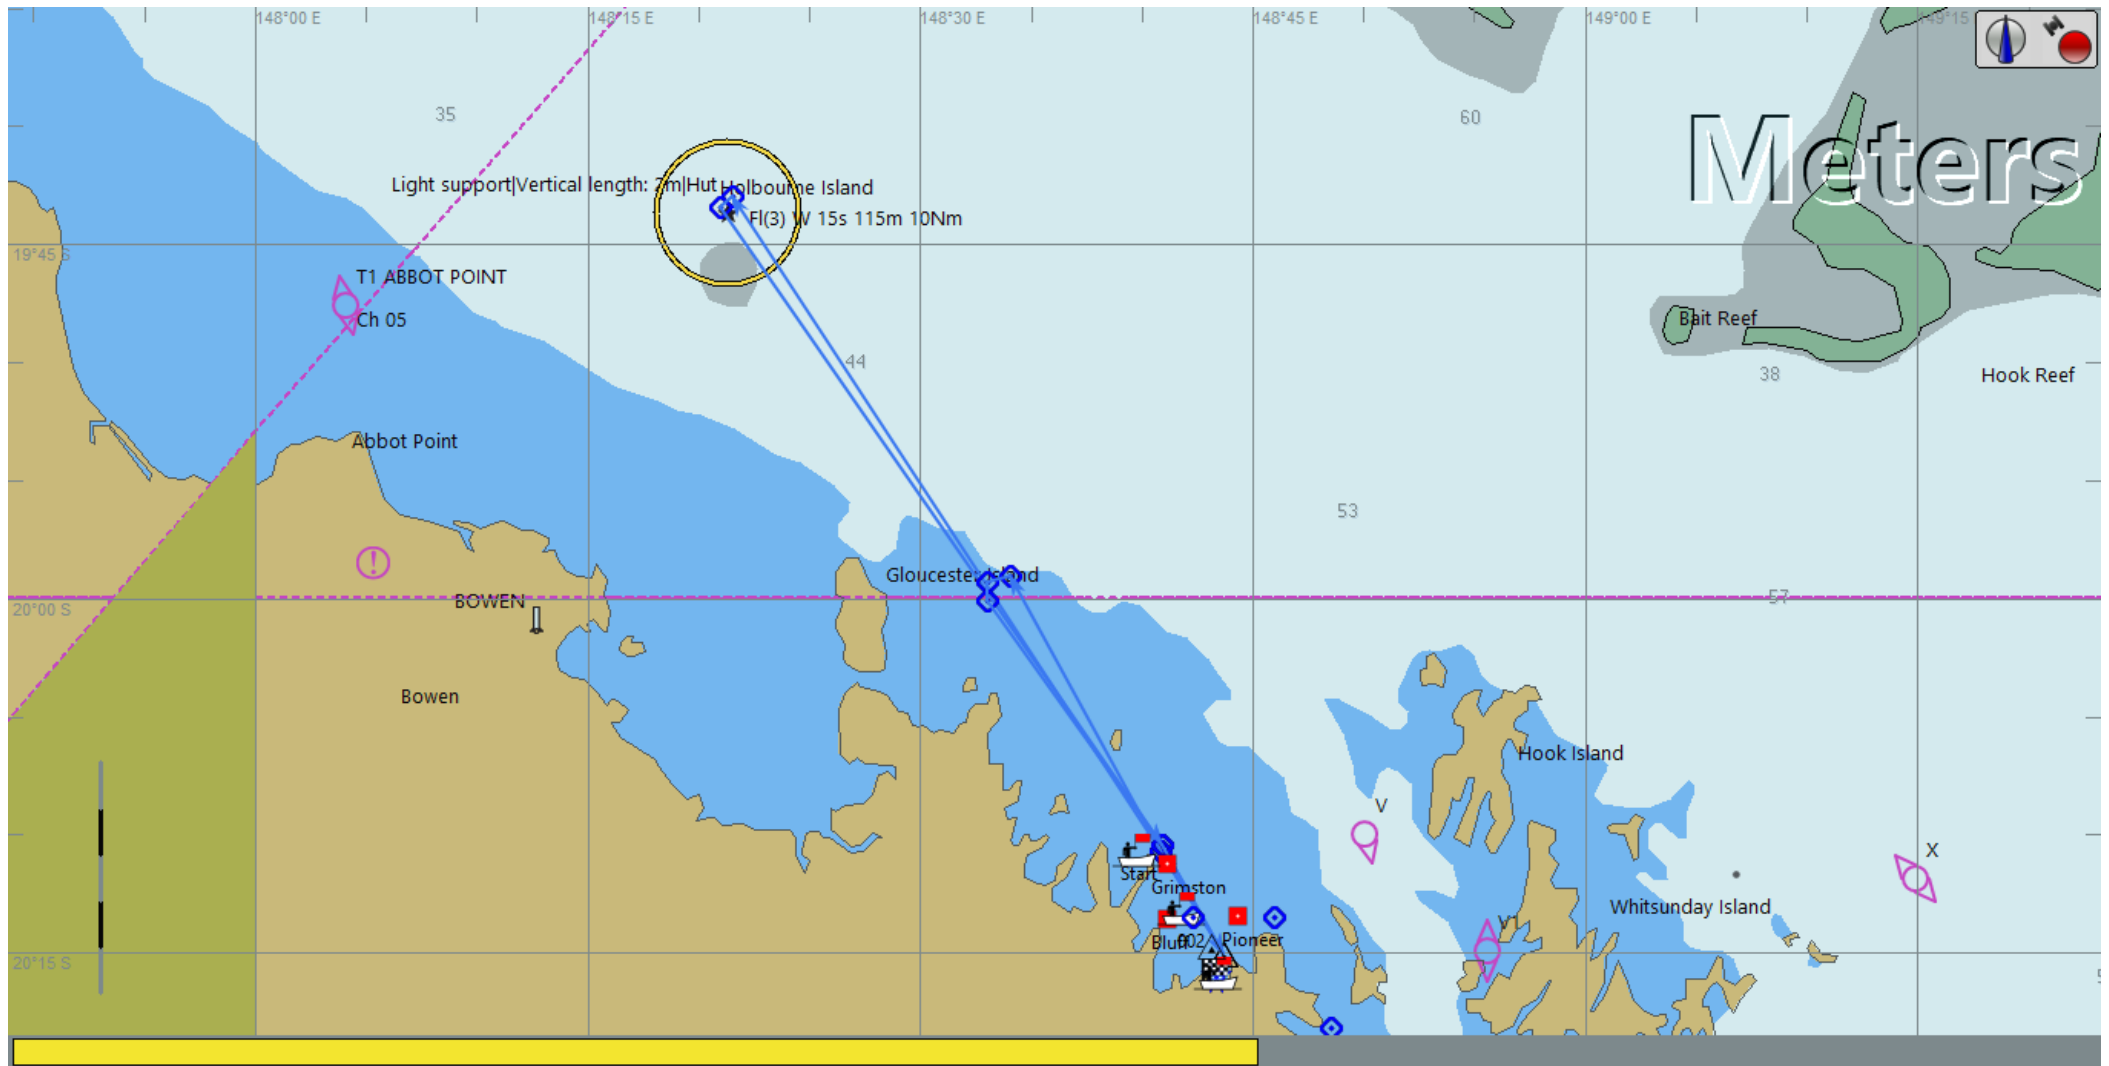 148°00 E
148°15 E
148°30 E
148°45 E
149°00 E
149°15
35
60
Meters
Light support|Vertical length: 2m|Hut
Holbourne Island
Fl(3) W 15s 115m 10Nm
19°45 S
T1 ABBOT POINT
Ch 05
Bait Reef
44
38
Hook Reef
Abbot Point
53
Gloucester Island
BOWEN
57
20°00 S
Bowen
Hook Island
V
X
Start
Grimston
Whitsunday Island
V1
Bluff
002
Pioneer
20°15 S